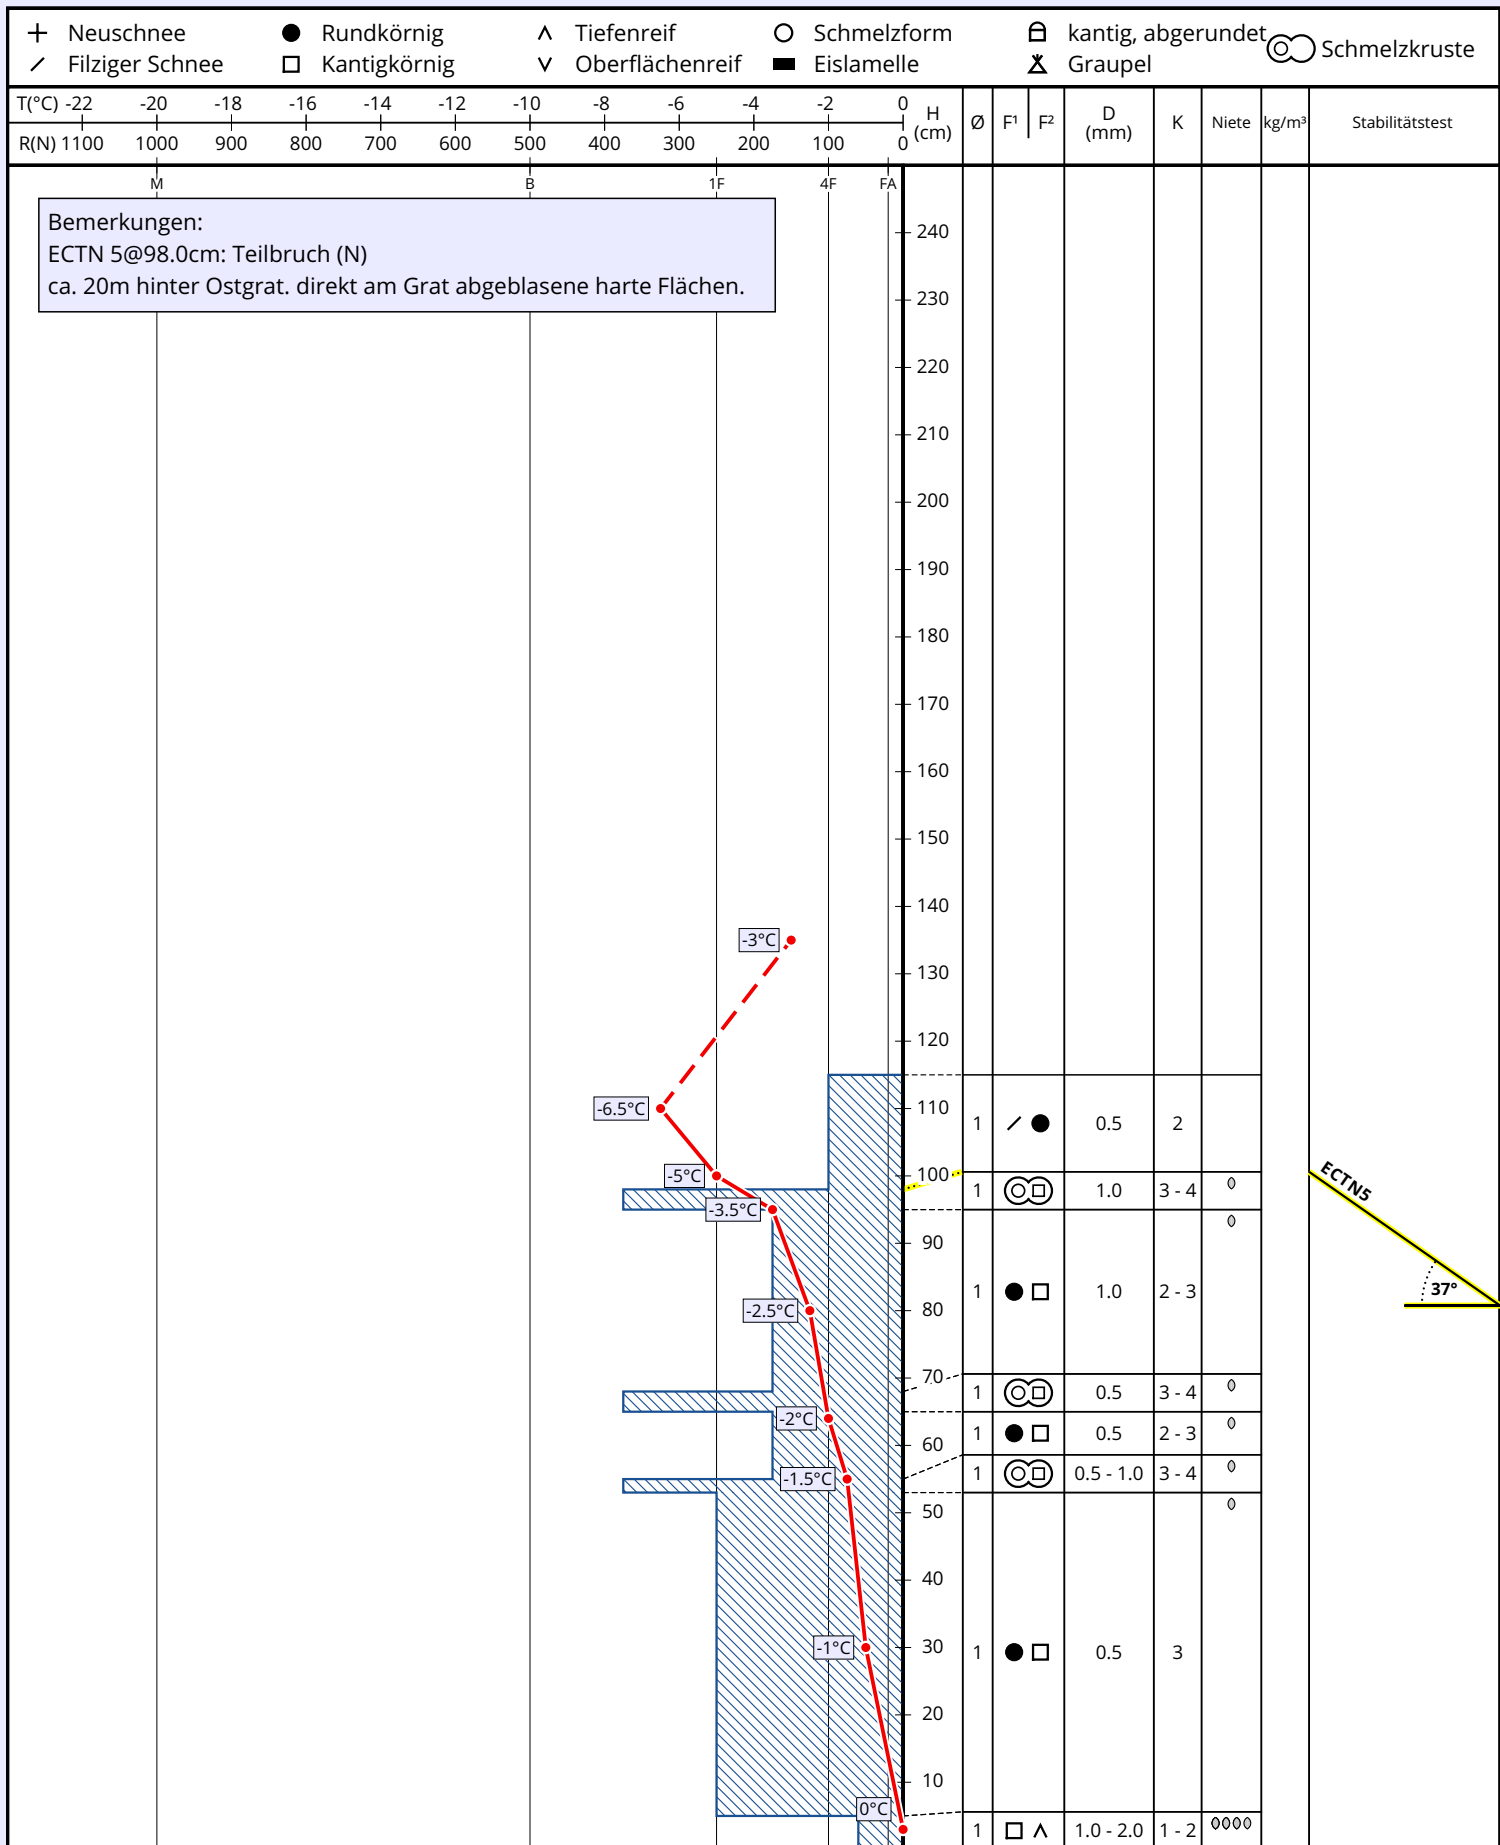 Neuschnee Rundkörnig Tiefenreif Schmelzform kantig, abgerundet Schmelzkruste
Filziger Schnee Kantigkörnig Oberflächenreif Eislamelle Graupel
T(°C) -22 -20 -18 -16 -14 -12 -10 -8 -6 -4 -2 0
R(N) 1100 1000 900 800 700 600 500 400 300 200 100 0
H (cm) Ø F¹ F² D (mm) K Niete kg/m³ Stabilitätstest
M B 1F 4F FA
Bemerkungen:
ECTN 5@98.0cm: Teilbruch (N)
ca. 20m hinter Ostgrat. direkt am Grat abgeblasene harte Flächen.
240
230
220
210
200
190
180
170
160
150
140
-3°C
130
120
-6.5°C 110
1 0.5 2
-5°C 100
ECTN5
1 1.0 3 - 4
-3.5°C
90
37°
1 1.0 2 - 3
-2.5°C 80
70
1 0.5 3 - 4
-2°C
1 0.5 2 - 3
60
-1.5°C
1 0.5 - 1.0 3 - 4
50
40
-1°C 30
1 0.5 3
20
10
0°C
1 1.0 - 2.0 1 - 2